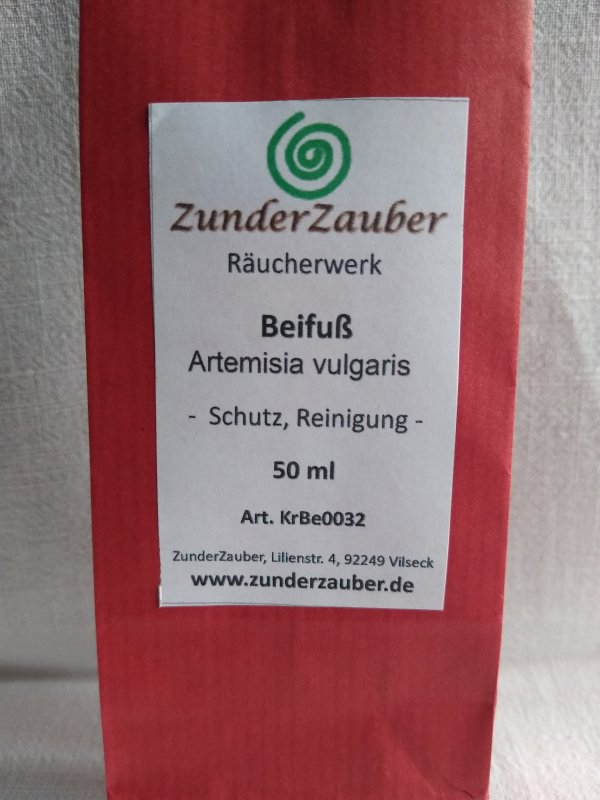 ZunderZauber
Räucherwerk
Beifuß
Artemisia vulgaris
- Schutz, Reinigung -
50 ml
Art. KrBe0032
ZunderZauber, Lilienstr. 4, 92249 Vilseck
www.zunderzauber.de